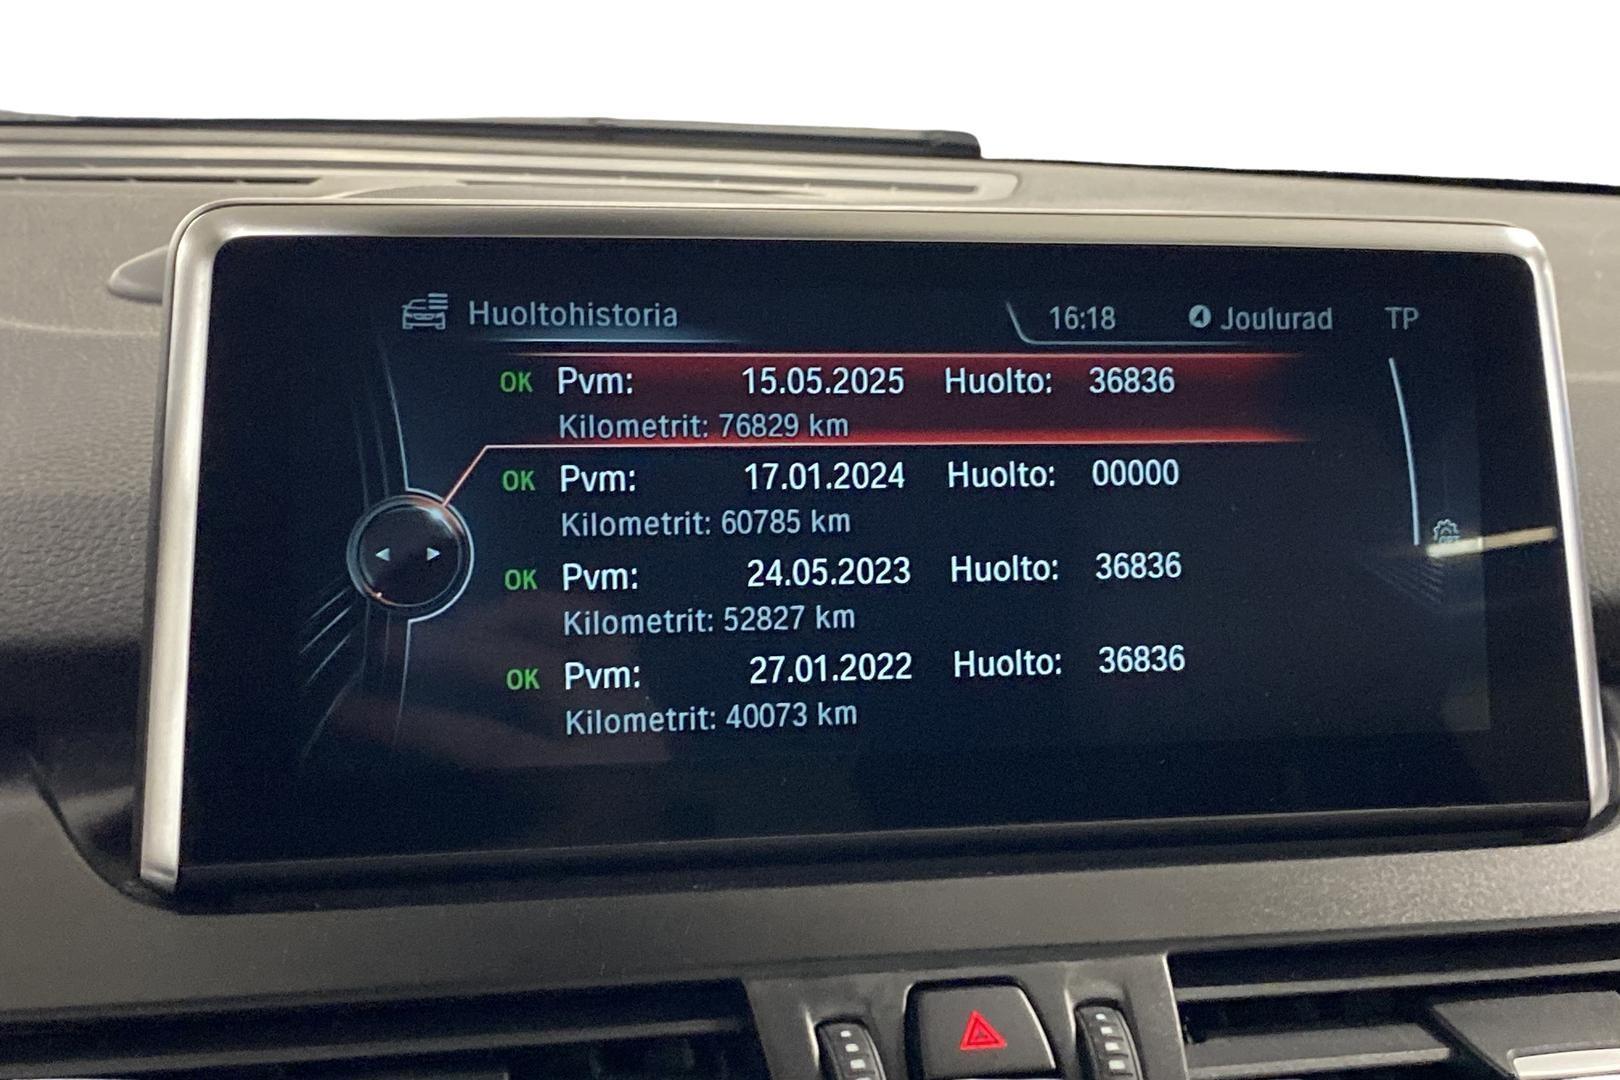 Huoltohistoria 16:18 Joulurad TP
OK Pvm: 15.05.2025 Huolto: 36836
Kilometrit: 76829 km
OK Pvm: 17.01.2024 Huolto: 00000
Kilometrit: 60785 km
OK Pvm: 24.05.2023 Huolto: 36836
Kilometrit: 52827 km
OK Pvm: 27.01.2022 Huolto: 36836
Kilometrit: 40073 km